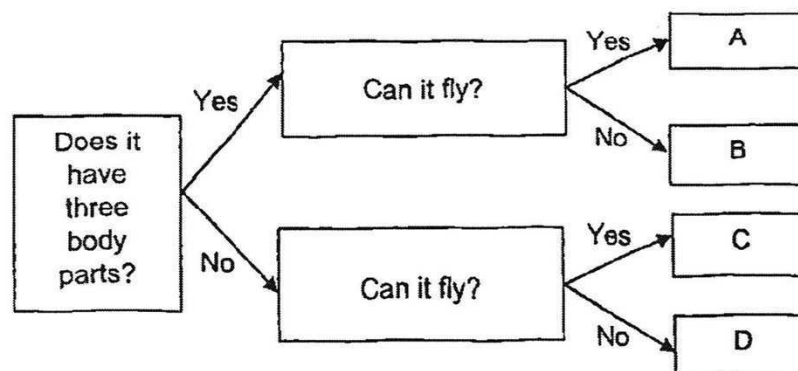 Does it
have
three
body
parts?
Yes
No
Can it fly?
Yes
No
A
B
Can it fly?
Yes
No
C
D